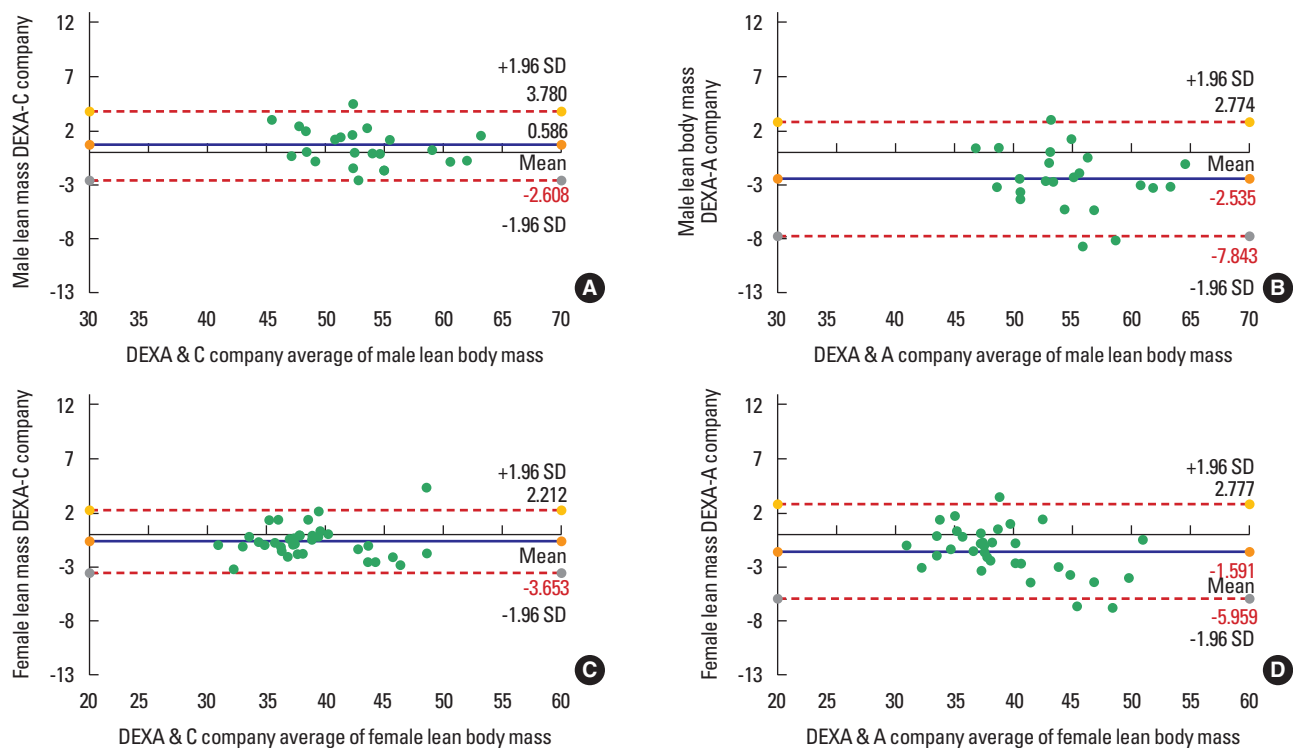 Male lean mass DEXA-C company
12
7
2
-3
-8
-13
+1.96 SD
3.780
0.586
Mean
-2.608
-1.96 SD
A
30 35 40 45 50 55 60 65 70
DEXA & C company average of male lean body mass
Male lean body mass
DEXA-A company
12
7
2
-3
-8
-13
+1.96 SD
2.774
Mean
-2.535
-7.843
-1.96 SD
B
30 35 40 45 50 55 60 65 70
DEXA & A company average of male lean body mass
Female lean mass DEXA-C company
12
7
2
-3
-8
-13
+1.96 SD
2.212
Mean
-3.653
-1.96 SD
C
20 25 30 35 40 45 50 55 60
DEXA & C company average of female lean body mass
Female lean mass DEXA-A company
12
7
2
-3
-8
-13
+1.96 SD
2.777
-1.591
Mean
-5.959
-1.96 SD
D
20 25 30 35 40 45 50 55 60
DEXA & A company average of female lean body mass